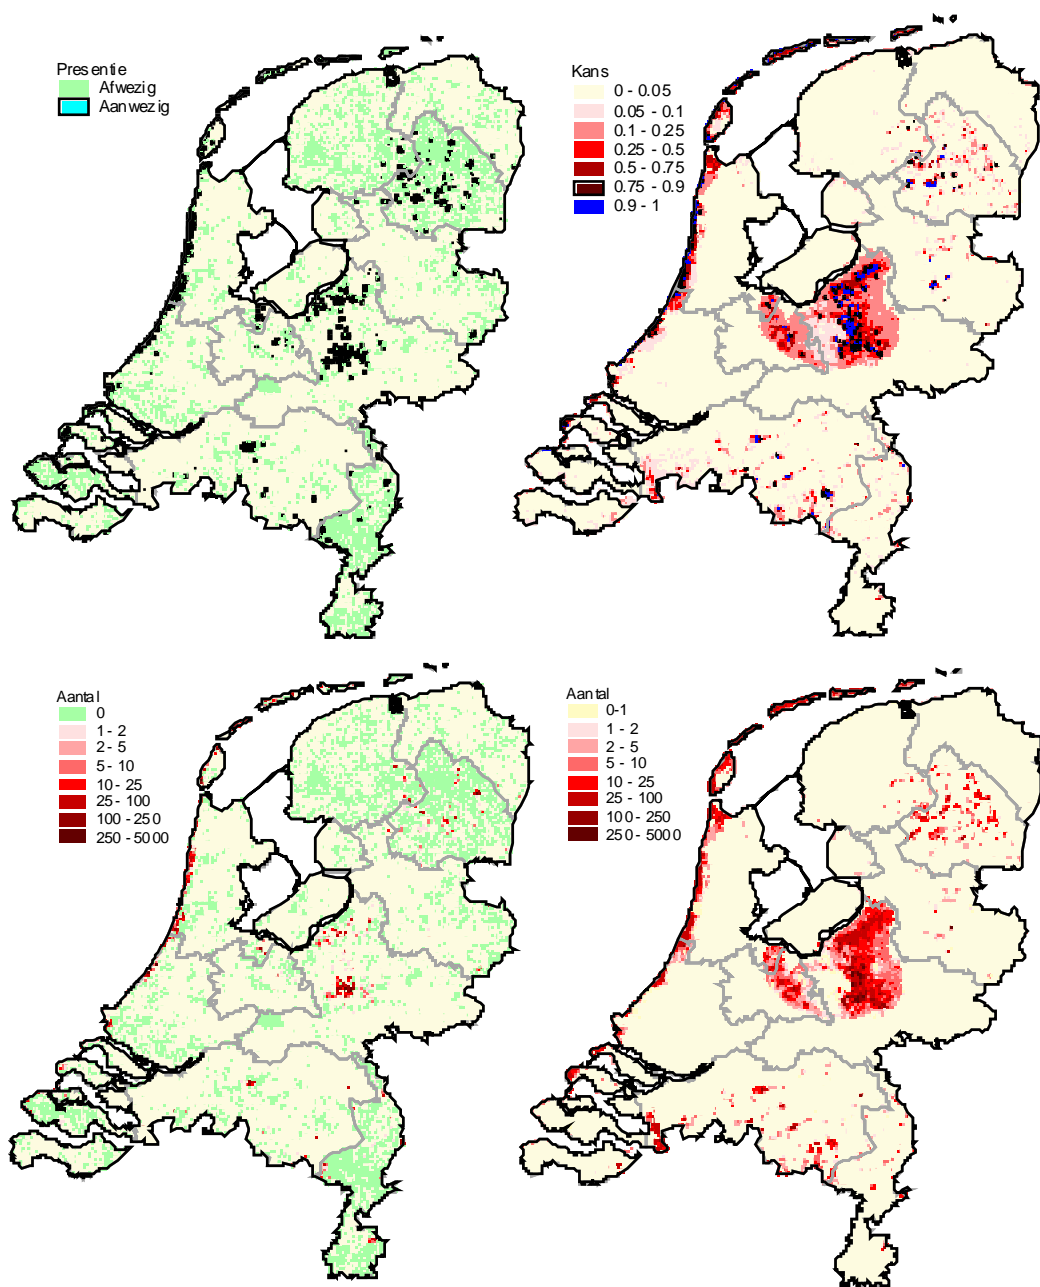 Presentie
Afwezig
Aanwezig
Kans
0 - 0.05
0.05 - 0.1
0.1 - 0.25
0.25 - 0.5
0.5 - 0.75
0.75 - 0.9
0.9 - 1
Aantal
0
1 - 2
2 - 5
5 - 10
10 - 25
25 - 100
100 - 250
250 - 5000
Aantal
0-1
1 - 2
2 - 5
5 - 10
10 - 25
25 - 100
100 - 250
250 - 5000